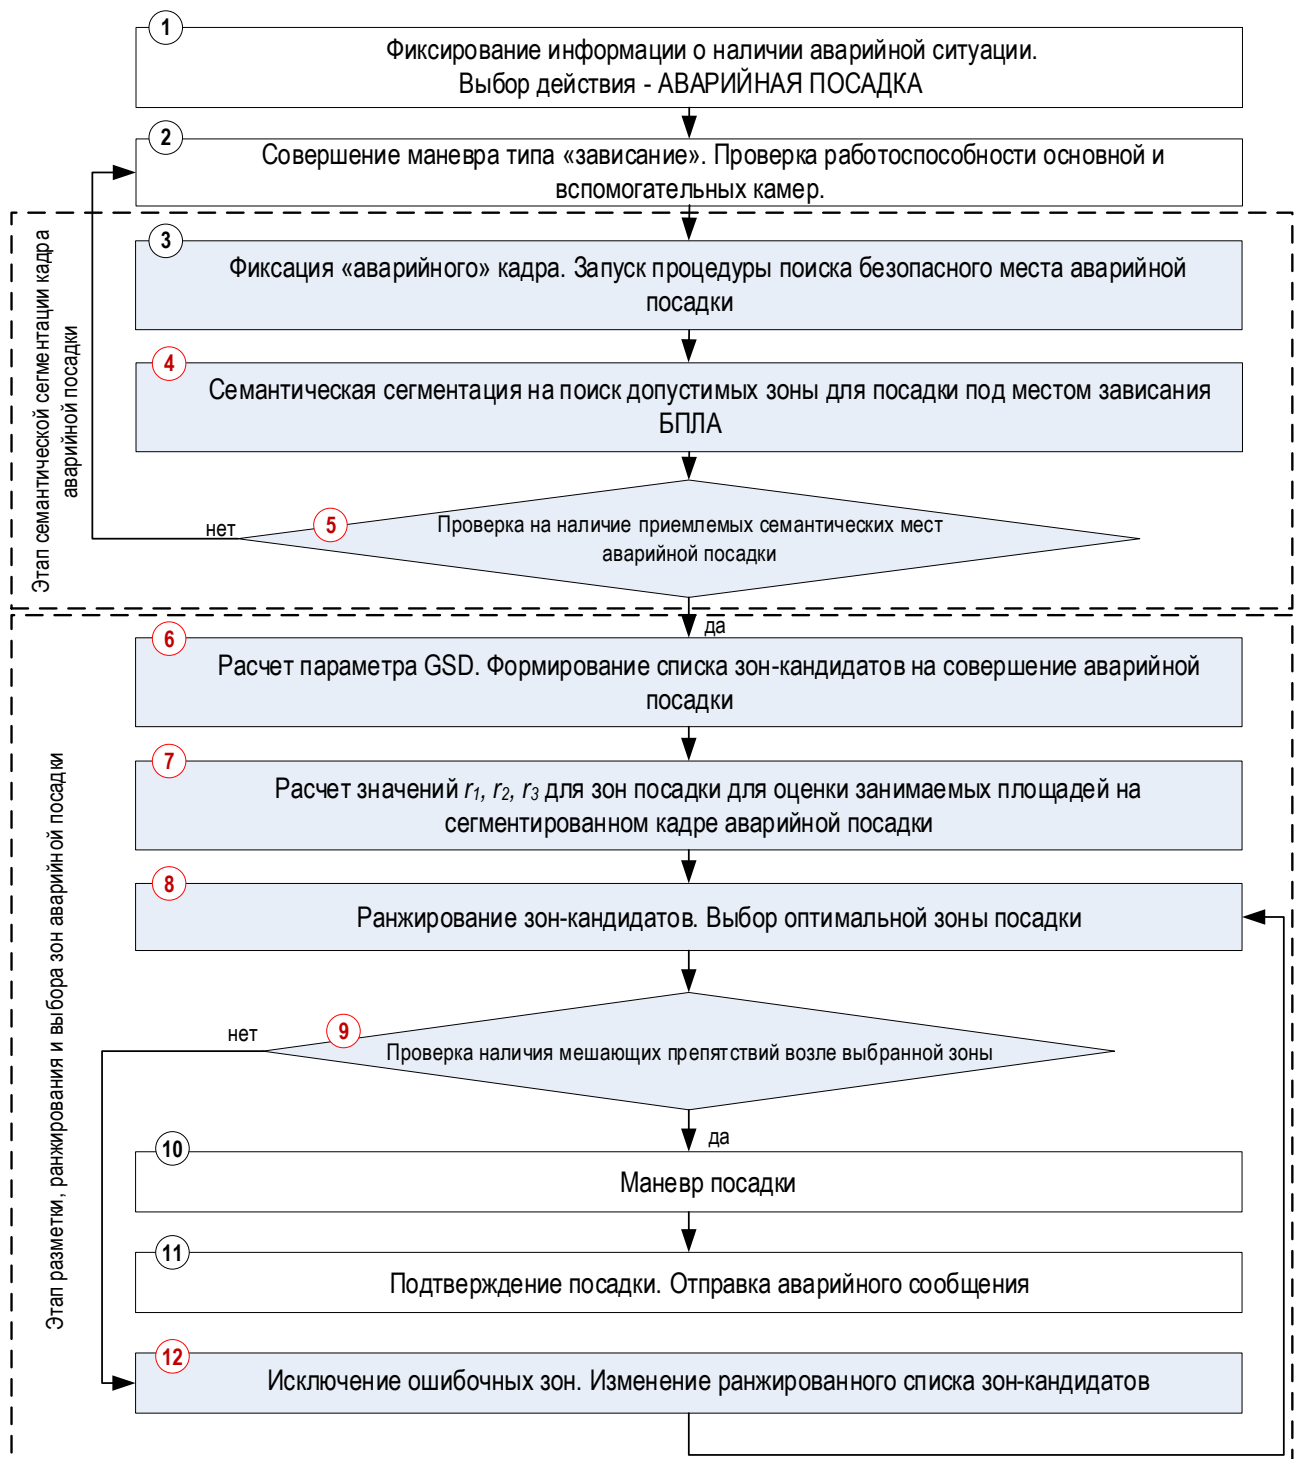 1
Фиксирование информации о наличии аварийной ситуации.
Выбор действия - АВАРИЙНАЯ ПОСАДКА
2
Совершение маневра типа «зависание». Проверка работоспособности основной и
вспомогательных камер.
Этап семантической сегментации кадра
аварийной посадки
3
Фиксация «аварийного» кадра. Запуск процедуры поиска безопасного места аварийной
посадки
4
Семантическая сегментация на поиск допустимых зоны для посадки под местом зависания
БПЛА
нет
5
Проверка на наличие приемлемых семантических мест
аварийной посадки
да
Этап разметки, ранжирования и выбора зон аварийной посадки
6
Расчет параметра GSD. Формирование списка зон-кандидатов на совершение аварийной
посадки
7
Расчет значений r₁, r₂, r₃ для зон посадки для оценки занимаемых площадей на
сегментированном кадре аварийной посадки
8
Ранжирование зон-кандидатов. Выбор оптимальной зоны посадки
нет
9
Проверка наличия мешающих препятствий возле выбранной зоны
да
10
Маневр посадки
11
Подтверждение посадки. Отправка аварийного сообщения
12
Исключение ошибочных зон. Изменение ранжированного списка зон-кандидатов